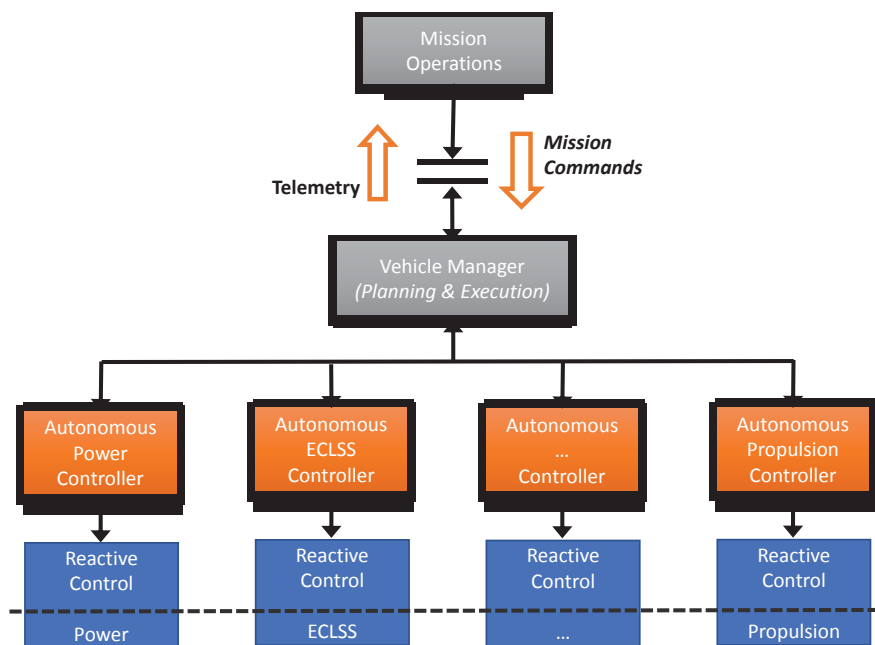 Mission
Operations
Telemetry
Mission
Commands
Vehicle Manager
(Planning & Execution)
Autonomous
Power
Controller
Autonomous
ECLSS
Controller
Autonomous
...
Controller
Autonomous
Propulsion
Controller
Reactive
Control
Reactive
Control
Reactive
Control
Reactive
Control
Power
ECLSS
...
Propulsion